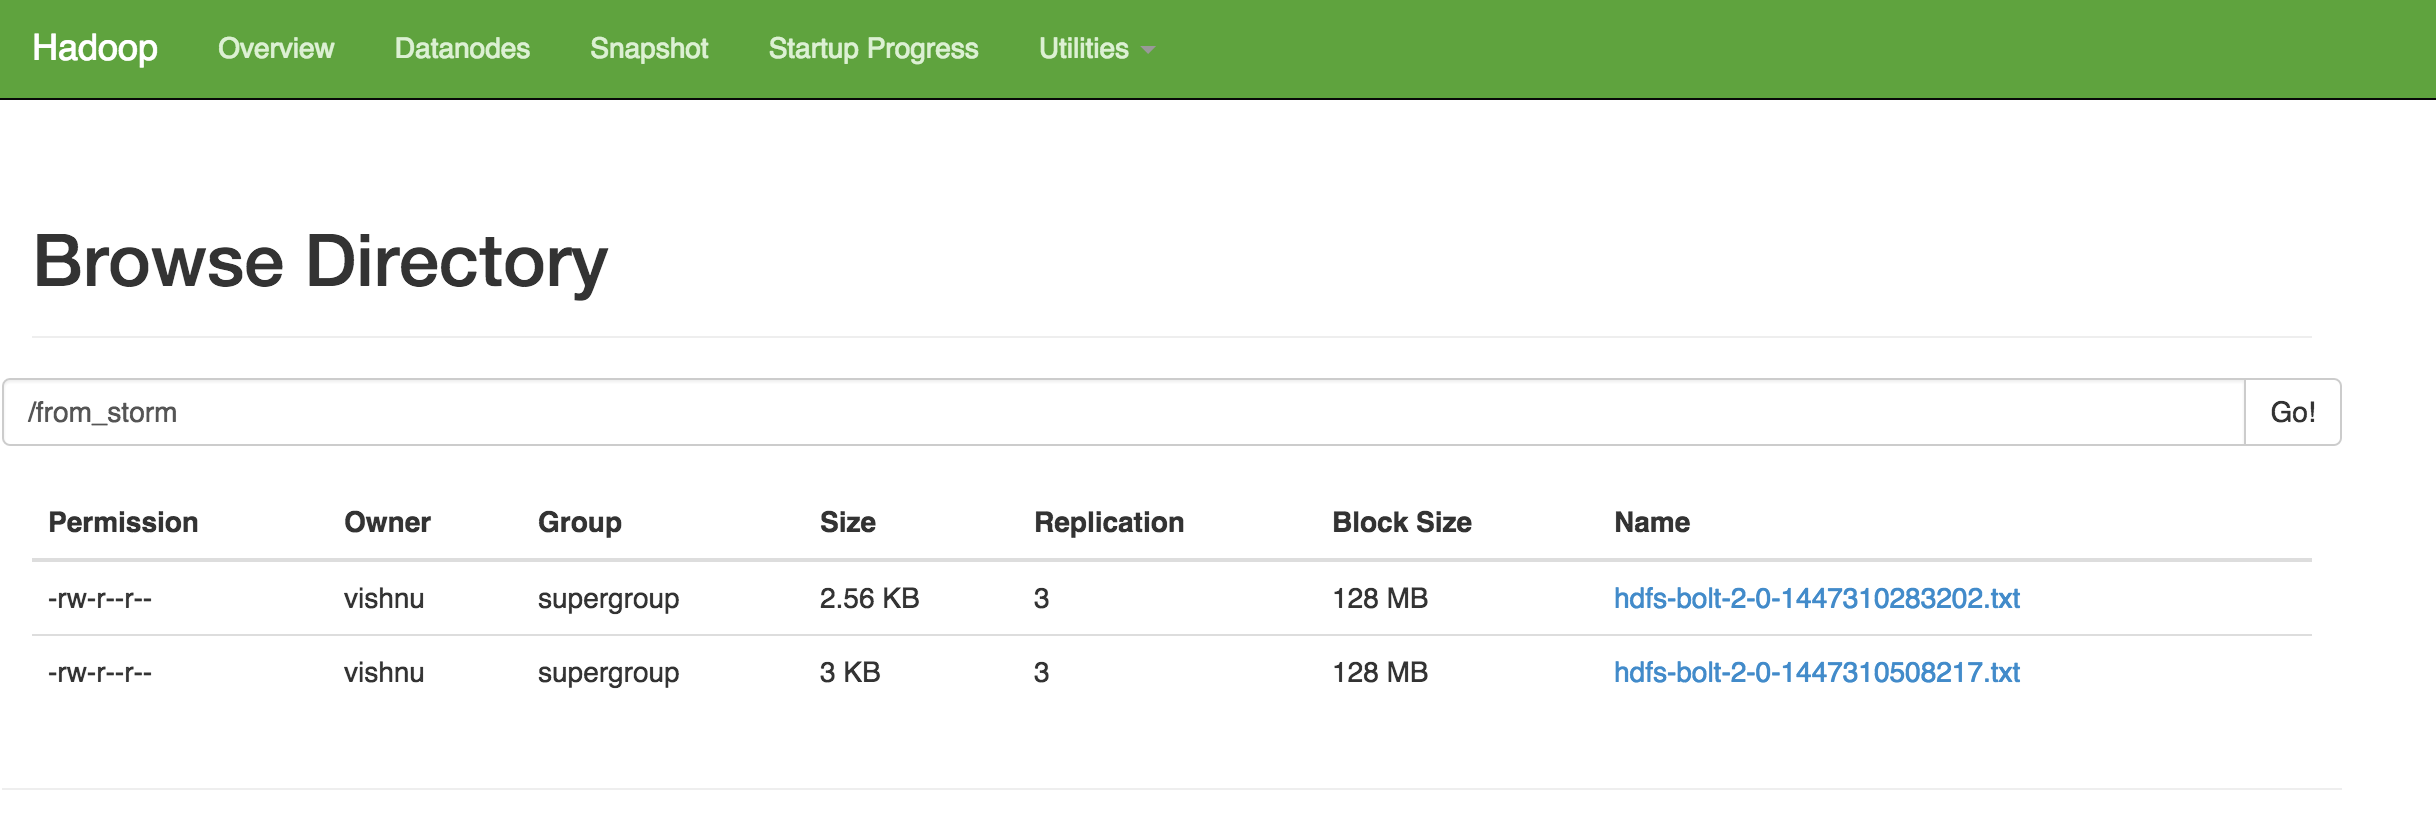 Hadoop Overview Datanodes Snapshot Startup Progress Utilities
Browse Directory
/from_storm Go!
Permission Owner Group Size Replication Block Size Name
-rw-r--r-- vishnu supergroup 2.56 KB 3 128 MB hdfs-bolt-2-0-1447310283202.txt
-rw-r--r-- vishnu supergroup 3 KB 3 128 MB hdfs-bolt-2-0-1447310508217.txt